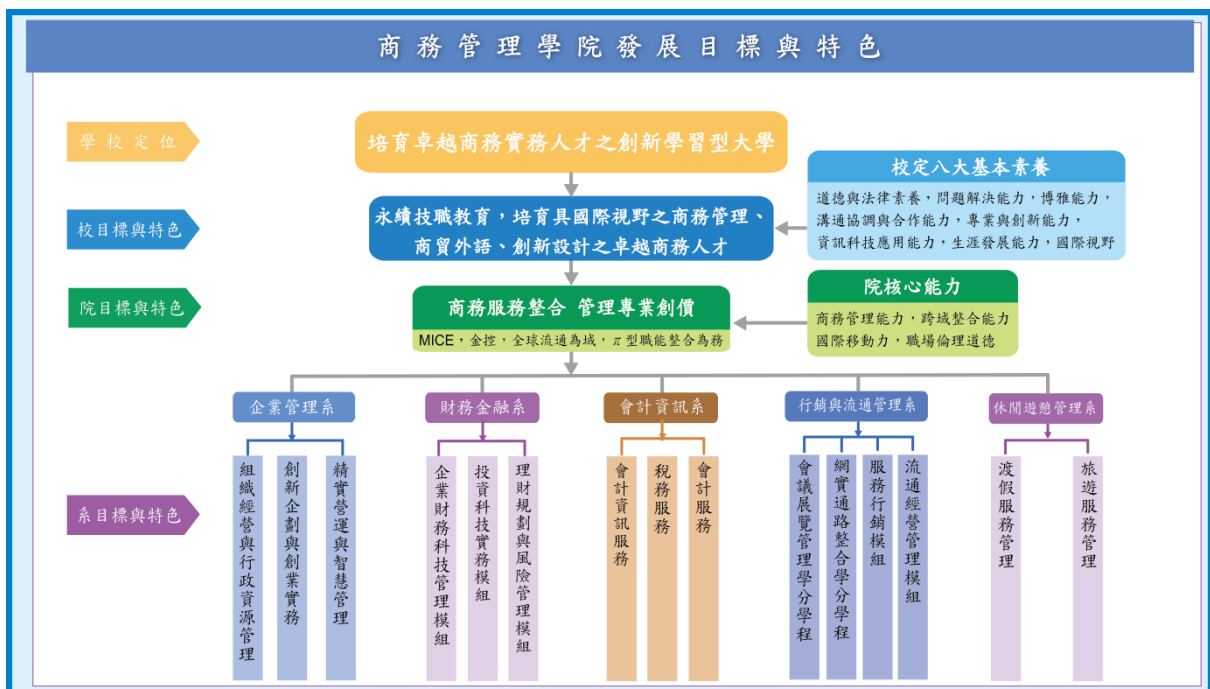 商務管理學院發展目標與特色
學校定位
培育卓越商務實務人才之創新學習型大學
校定八大基本素養
道德與法律素養，問題解決能力，博雅能力，
溝通協調與合作能力，專業與創新能力，
資訊科技應用能力，生涯發展能力，國際視野
校目標與特色
永續技職教育，培育具國際視野之商務管理、
商貿外語、創新設計之卓越商務人才
院目標與特色
商務服務整合 管理專業創價
MICE，金控，全球流通為域，π型職能整合為務
院核心能力
商務管理能力，跨域整合能力
國際移動力，職場倫理道德
系目標與特色
企業管理系
組織經營與行政資源管理
創新企劃與創業實務
精實營運與智慧管理
財務金融系
企業財務科技管理模組
投資科技實務模組
理財規劃與風險管理模組
會計資訊系
會計資訊服務
稅務服務
會計服務
行銷與流通管理系
會議展覽管理學分學程
網實通路整合學分學程
服務行銷模組
流通經營管理模組
休閒遊憩管理系
渡假服務管理
旅遊服務管理